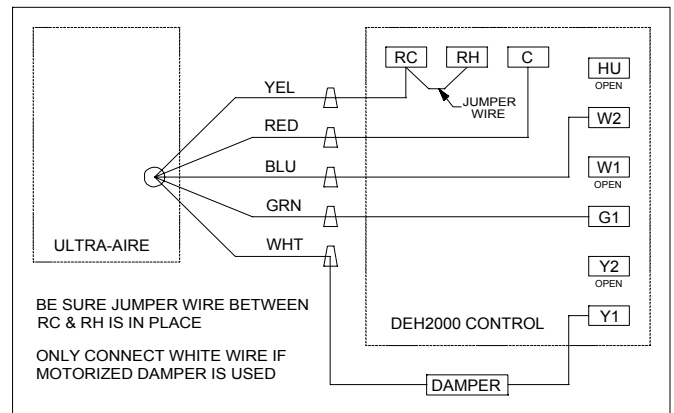 RC RH C
HU
OPEN
YEL
JUMPER
WIRE
W2
RED
BLU
W1
OPEN
GRN
G1
ULTRA-AIRE
WHT
Y2
OPEN
BE SURE JUMPER WIRE BETWEEN
RC & RH IS IN PLACE
DEH2000 CONTROL
Y1
ONLY CONNECT WHITE WIRE IF
MOTORIZED DAMPER IS USED
DAMPER